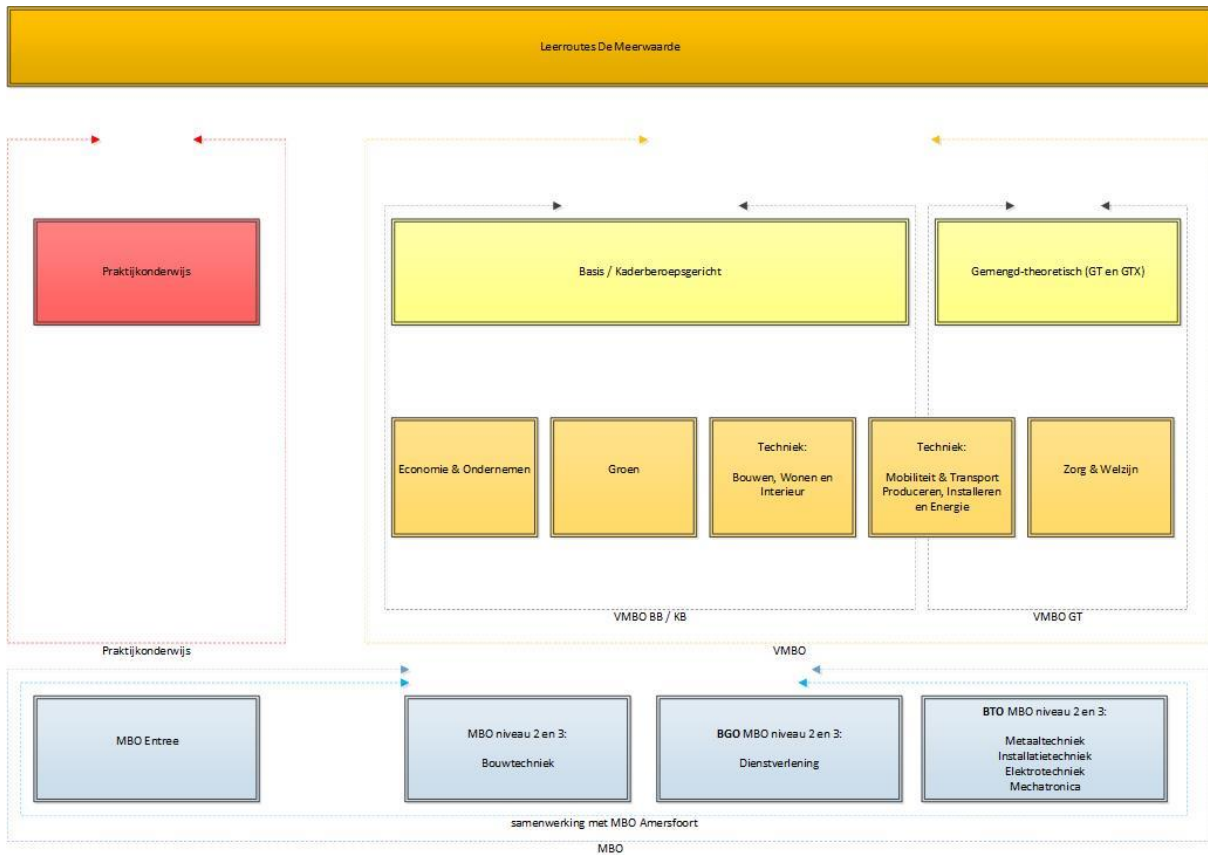 Leerroutes De Meerwaarde
Praktijkonderwijs
Basis / Kaderberoepsgericht
Gemengd-theoretisch (GT en GTX)
Economie & Ondernemen
Groen
Techniek:
Bouwen, Wonen en
Interieur
Techniek:
Mobiliteit & Transport
Produceren, Installeren
en Energie
Zorg & Welzijn
VMBO BB / KB
VMBO GT
Praktijkonderwijs
VMBO
MBO Entree
MBO niveau 2 en 3:
Bouwtechniek
BGO MBO niveau 2 en 3:
Dienstverlening
BTO MBO niveau 2 en 3:
Metaaltechniek
Installatietechniek
Elektrotechniek
Mechatronica
samenwerking met MBO Amersfoort
MBO